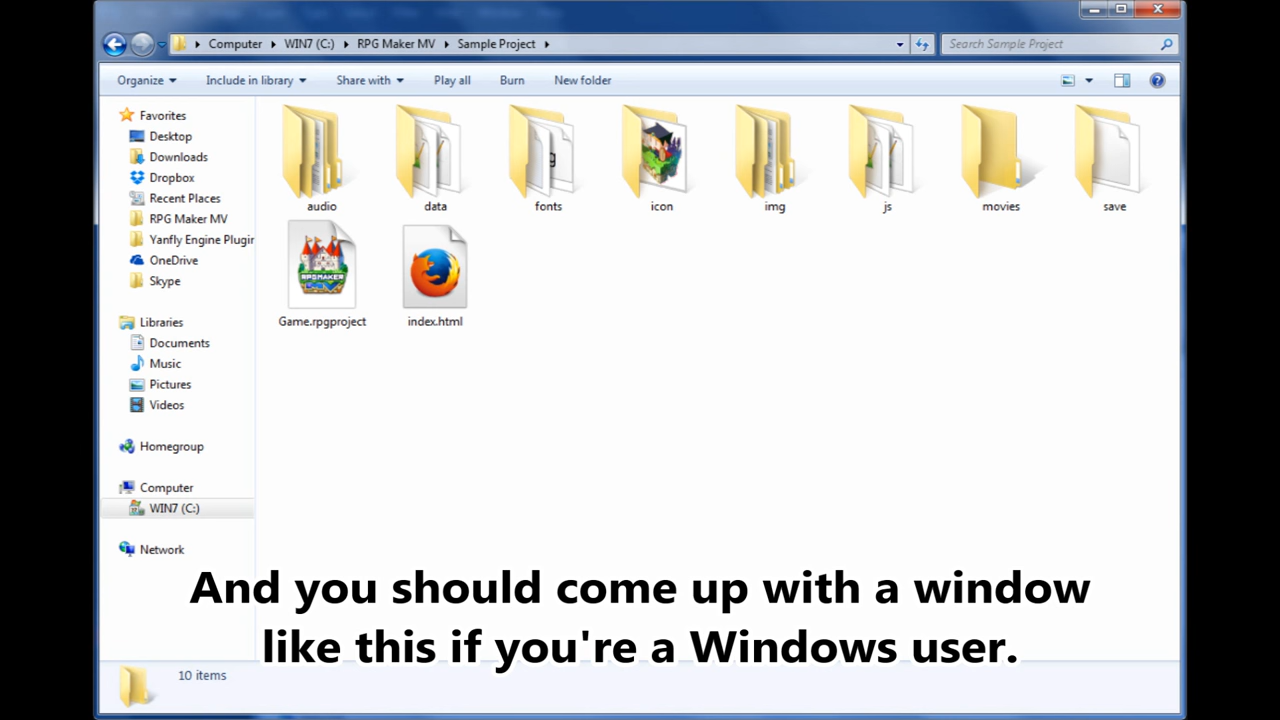 Computer WIN7 (C:) RPG Maker MV Sample Project
Search Sample Project
Organize Include in library Share with Play all Burn New folder
Favorites
Desktop
Downloads
Dropbox
Recent Places
RPG Maker MV
Yanfly Engine Plugin
OneDrive
Skype
Libraries
Documents
Music
Pictures
Videos
Homegroup
Computer
WIN7 (C:)
Network
audio data fonts icon img js movies save
Game.rpgproject index.html
And you should come up with a window
like this if you're a Windows user.
10 items